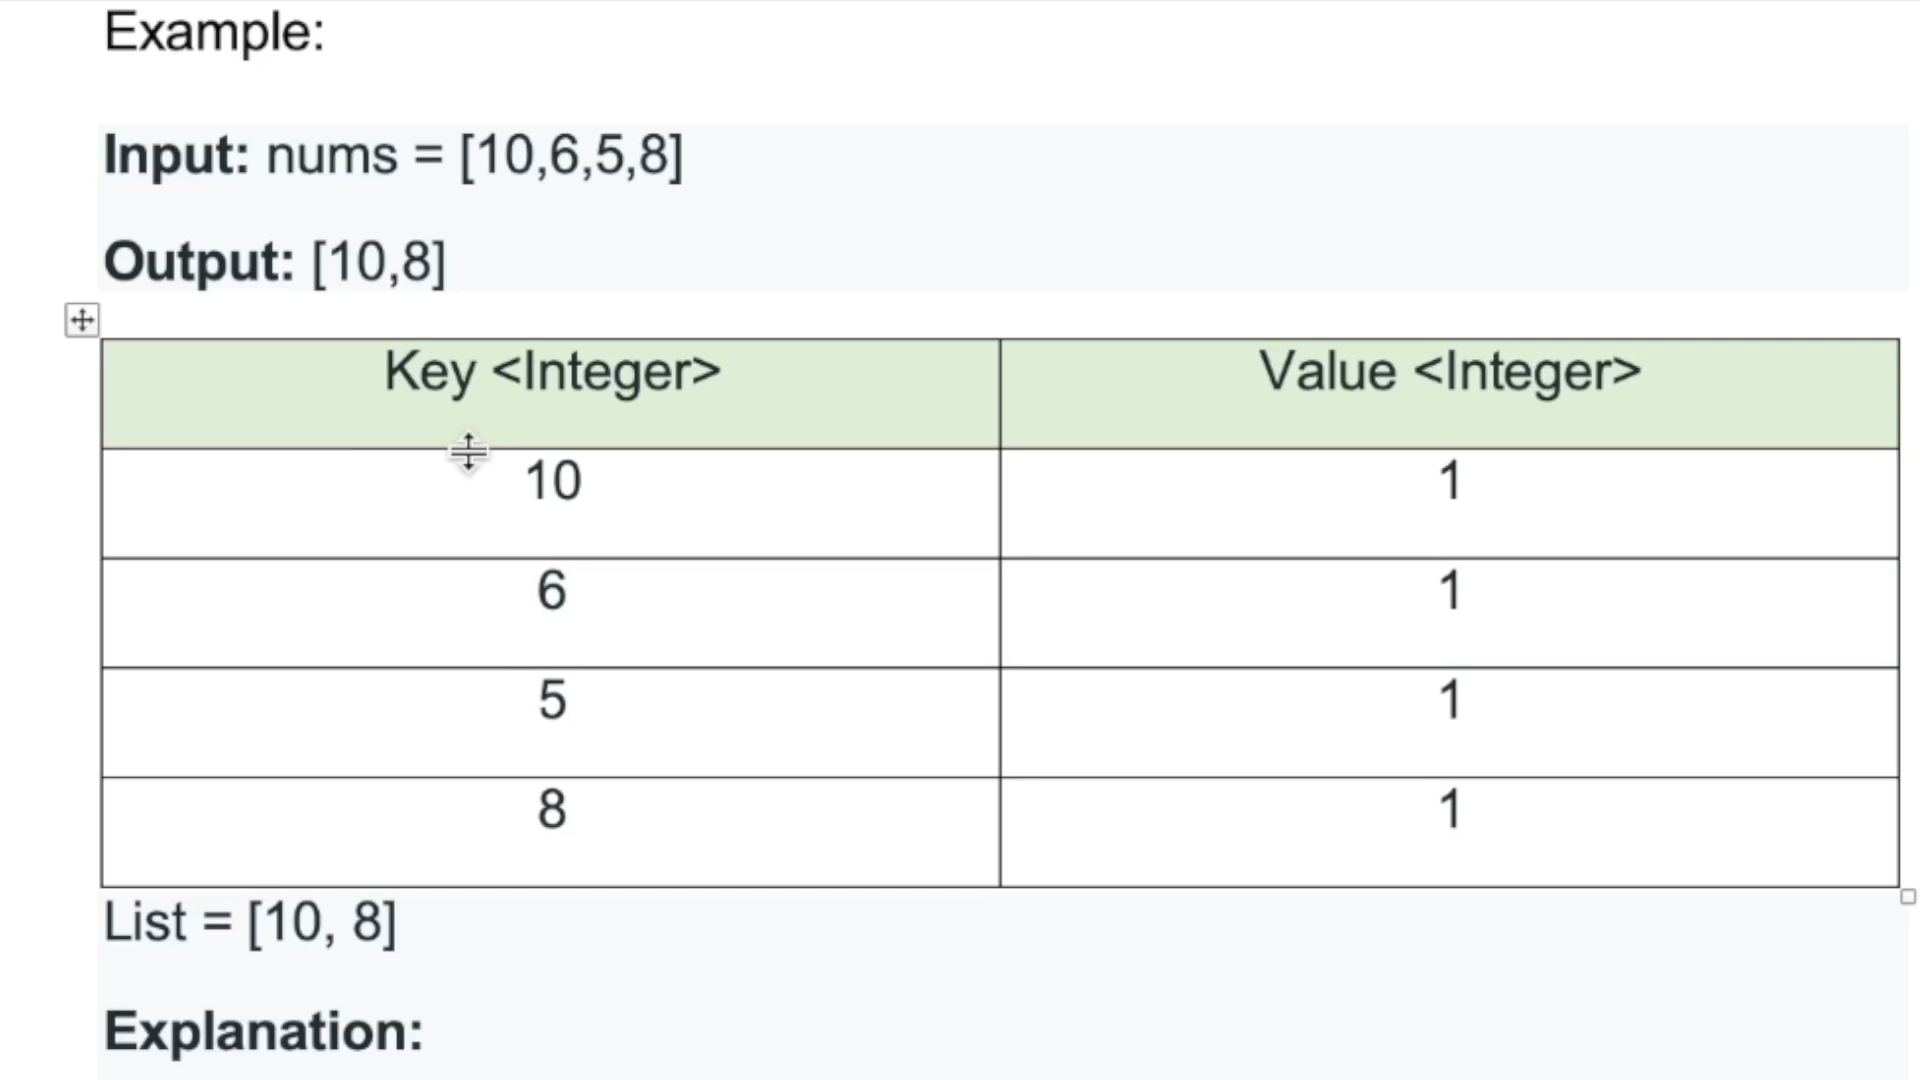 Example:
Input: nums = [10,6,5,8]
Output: [10,8]
Key <Integer> Value <Integer>
10 1
6 1
5 1
8 1
List = [10, 8]
Explanation: